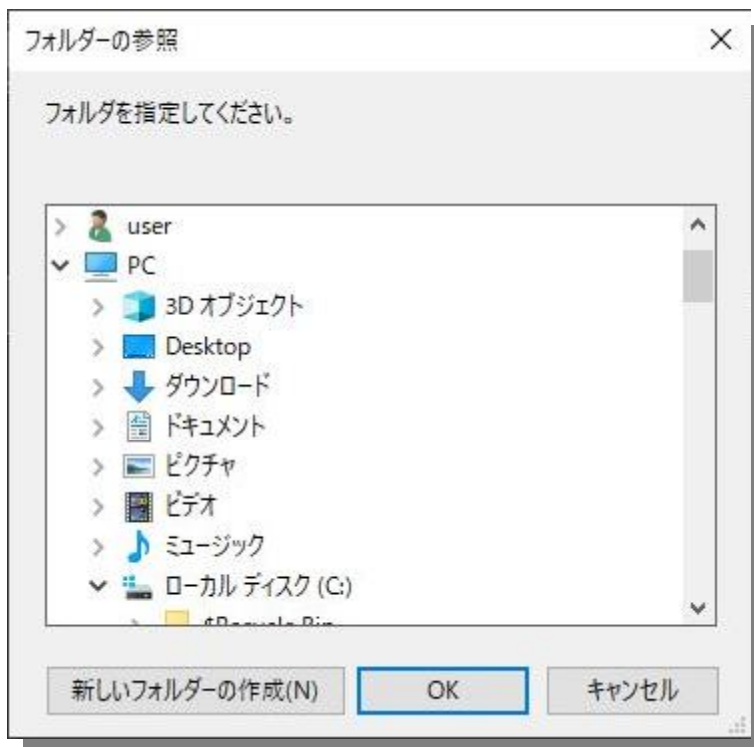 フォルダーの参照
フォルダを指定してください。
user
PC
3D オブジェクト
Desktop
ダウンロード
ドキュメント
ピクチャ
ビデオ
ミュージック
ローカル ディスク (C:)
$Recycle Bin
新しいフォルダーの作成(N) OK キャンセル